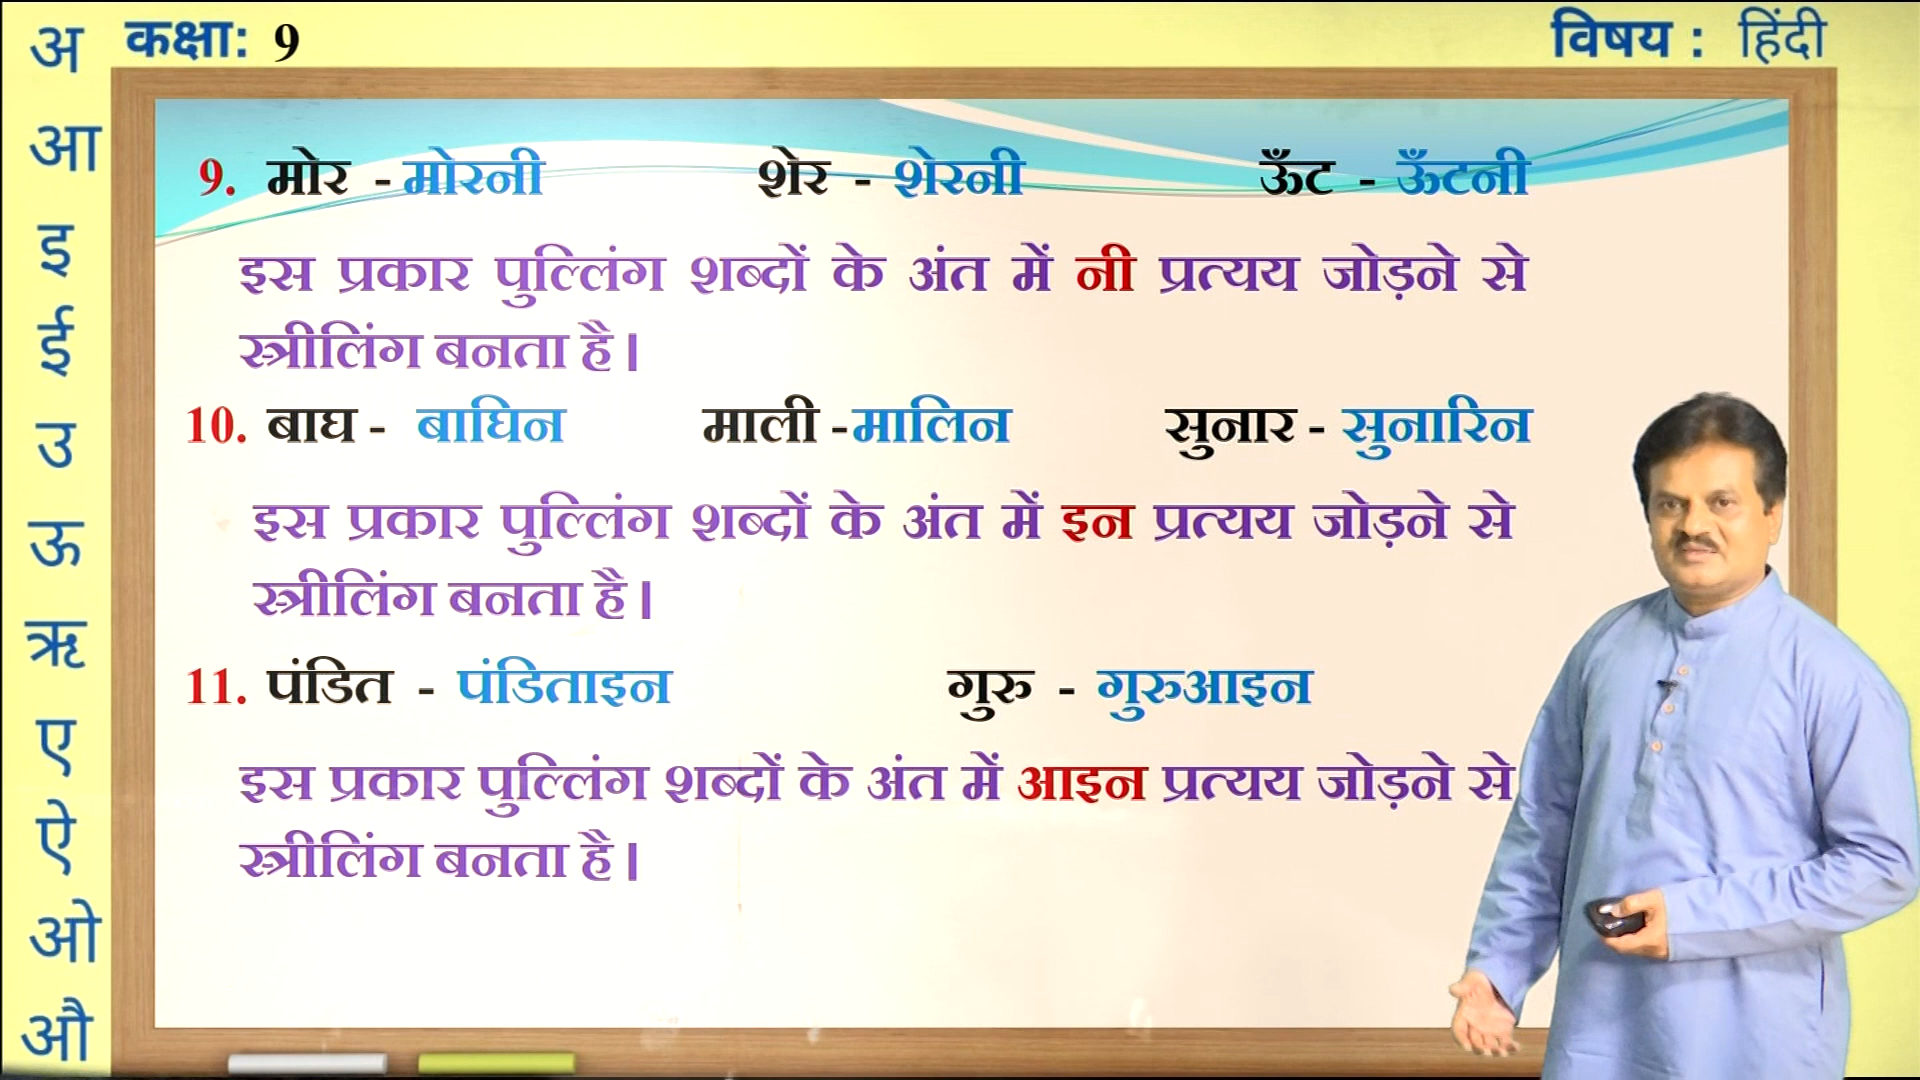 कक्षा: 9
विषय : हिंदी
अ
आ
इ
ई
उ
ऊ
ऋ
ए
ऐ
ओ
औ
9. मोर - मोरनी शेर - शेरनी ऊँट - ऊँटनी
इस प्रकार पुल्लिंग शब्दों के अंत में नी प्रत्यय जोड़ने से
स्त्रीलिंग बनता है।
10. बाघ - बाघिन माली -मालिन सुनार - सुनारिन
इस प्रकार पुल्लिंग शब्दों के अंत में इन प्रत्यय जोड़ने से
स्त्रीलिंग बनता है।
11. पंडित - पंडिताइन गुरु - गुरुआइन
इस प्रकार पुल्लिंग शब्दों के अंत में आइन प्रत्यय जोड़ने से
स्त्रीलिंग बनता है।